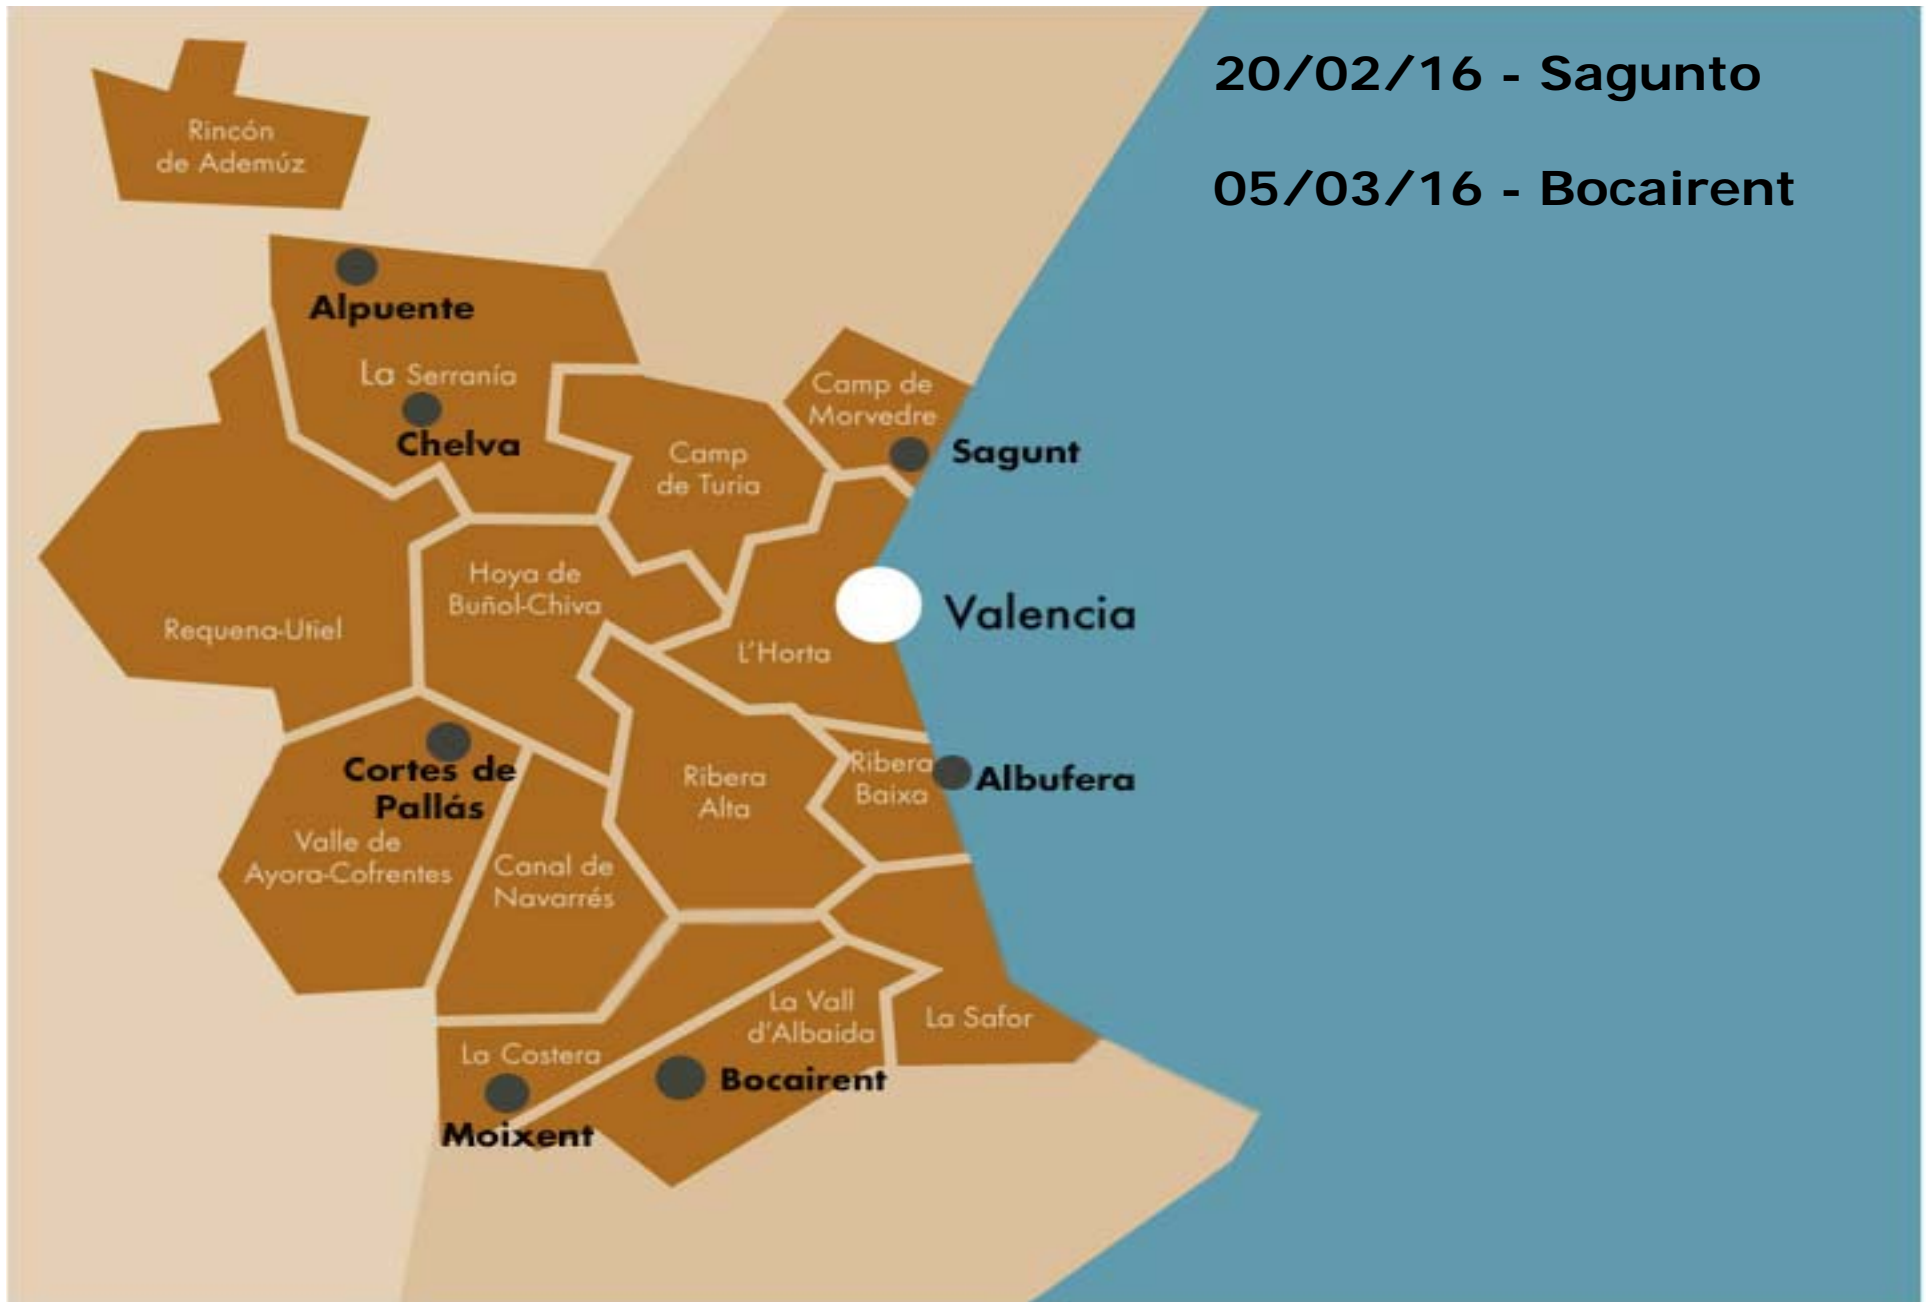 20/02/16 - Sagunto
05/03/16 - Bocairent
Rincón
de Ademúz
Alpuente
La Serranía
Chelva
Camp de
Morvedre
Sagunt
Camp
de Turia
Hoya de
Buñol-Chiva
Requena-Utiel
Valencia
L'Horta
Cortes de
Pallás
Ribera
Alta
Ribera
Baixa
Albufera
Valle de
Ayora-Cofrentes
Canal de
Navarrés
La Vall
d'Albaida
La Safor
La Costera
Bocairent
Moixent